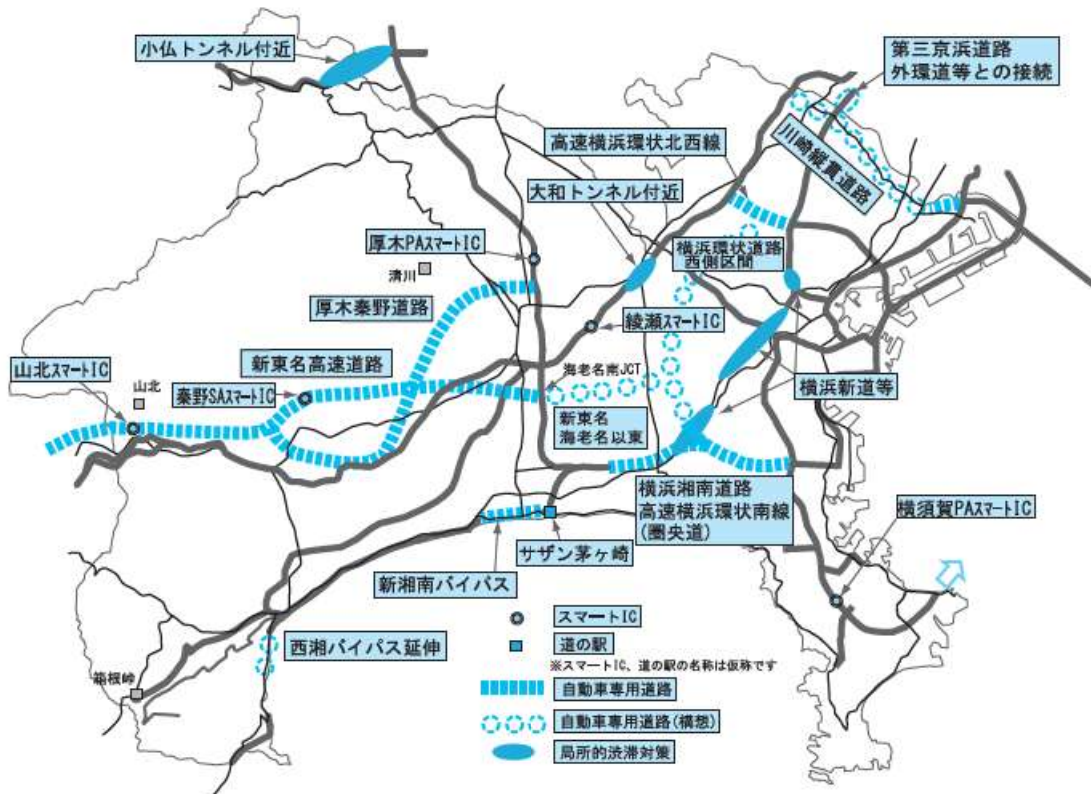 小仏トンネル付近
第三京浜道路
外環道等との接続
高速横浜環状北西線
川崎縦貫道路
大和トンネル付近
横浜環状道路
西側区間
厚木PAスマートIC
清川
厚木秦野道路
綾瀬スマートIC
山北スマートIC
新東名高速道路
山北
秦野SAスマートIC
海老名南JCT
横浜新道等
新東名
海老名以東
横浜湘南道路
高速横浜環状南線
(圏央道)
横須賀PAスマートIC
サザン茅ヶ崎
新湘南バイパス
西湘バイパス延伸
箱根峠
スマートIC
道の駅
※スマートIC、道の駅の名称は仮称です
自動車専用道路
自動車専用道路(構想)
局所的渋滞対策